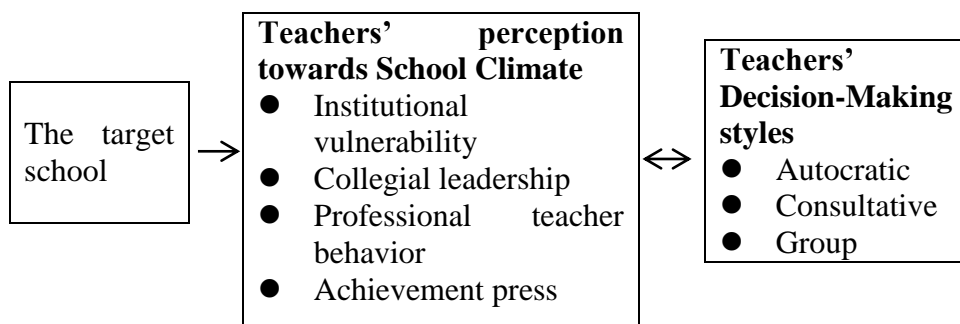 The target
school
Teachers' perception
towards School Climate
● Institutional
vulnerability
● Collegial leadership
● Professional teacher
behavior
● Achievement press
Teachers'
Decision-Making
styles
● Autocratic
● Consultative
● Group